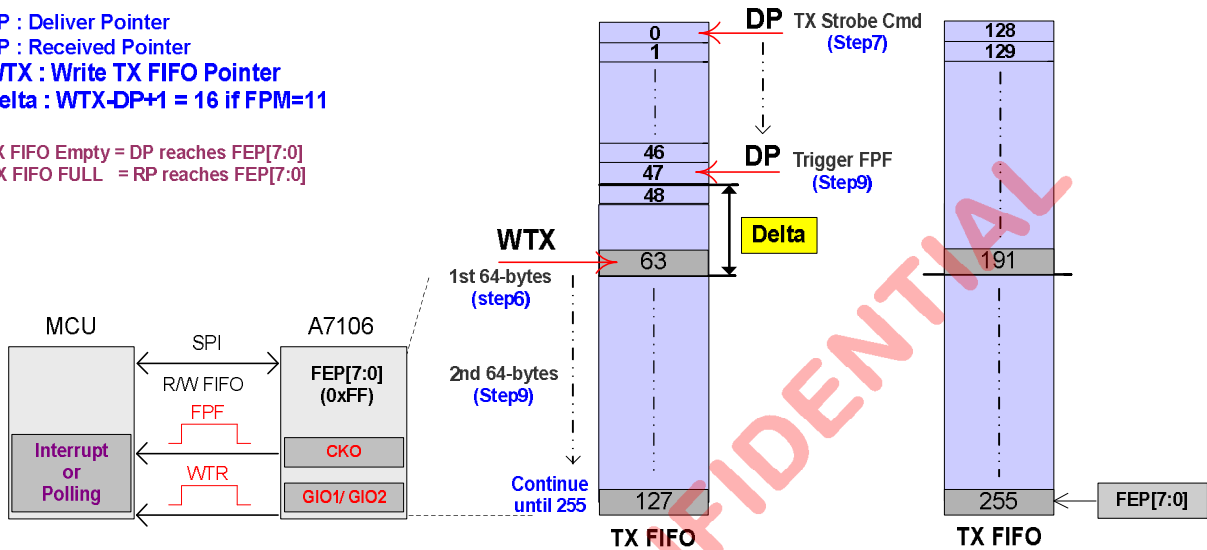 P : Deliver Pointer
P : Received Pointer
WTX : Write TX FIFO Pointer
elta : WTX-DP+1 = 16 if FPM=11
X FIFO Empty = DP reaches FEP[7:0]
X FIFO FULL = RP reaches FEP[7:0]
0
1
46
47
48
63
127
TX FIFO
DP
TX Strobe Cmd
(Step7)
DP
Trigger FPF
(Step9)
Delta
WTX
1st 64-bytes
(step6)
2nd 64-bytes
(Step9)
Continue
until 255
128
129
191
255
TX FIFO
FEP[7:0]
MCU
Interrupt
or
Polling
SPI
R/W FIFO
FPF
WTR
A7106
FEP[7:0]
(0xFF)
CKO
GIO1/ GIO2
FIDENTIAL